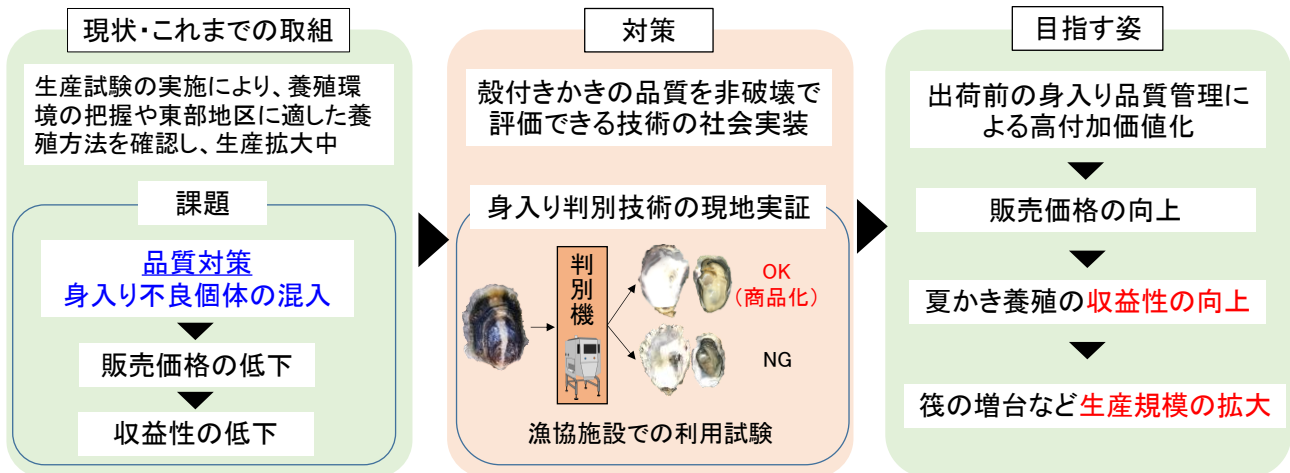 現状・これまでの取組
生産試験の実施により、養殖環
境の把握や東部地区に適した養
殖方法を確認し、生産拡大中
課題
品質対策
身入り不良個体の混入
販売価格の低下
収益性の低下
対策
殻付きかきの品質を非破壊で
評価できる技術の社会実装
身入り判別技術の現地実証
判別機
OK
（商品化）
NG
漁協施設での利用試験
目指す姿
出荷前の身入り品質管理に
よる高付加価値化
販売価格の向上
夏かき養殖の収益性の向上
筏の増台など生産規模の拡大